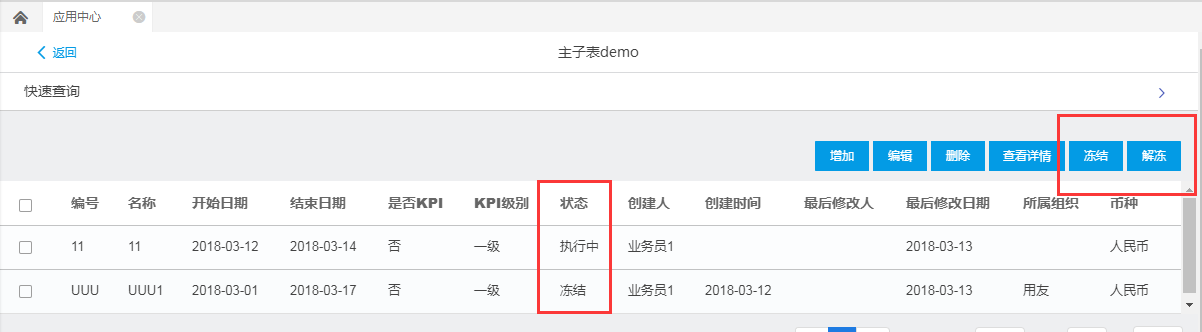 应用中心
返回 主子表demo
快速查询
增加 编辑 删除 查看详情 冻结 解冻
编号 名称 开始日期 结束日期 是否KPI KPI级别 状态 创建人 创建时间 最后修改人 最后修改日期 所属组织 币种
11 11 2018-03-12 2018-03-14 否 一级 执行中 业务员1 2018-03-13 人民币
UUU UUU1 2018-03-01 2018-03-17 否 一级 冻结 业务员1 2018-03-12 2018-03-13 用友 人民币